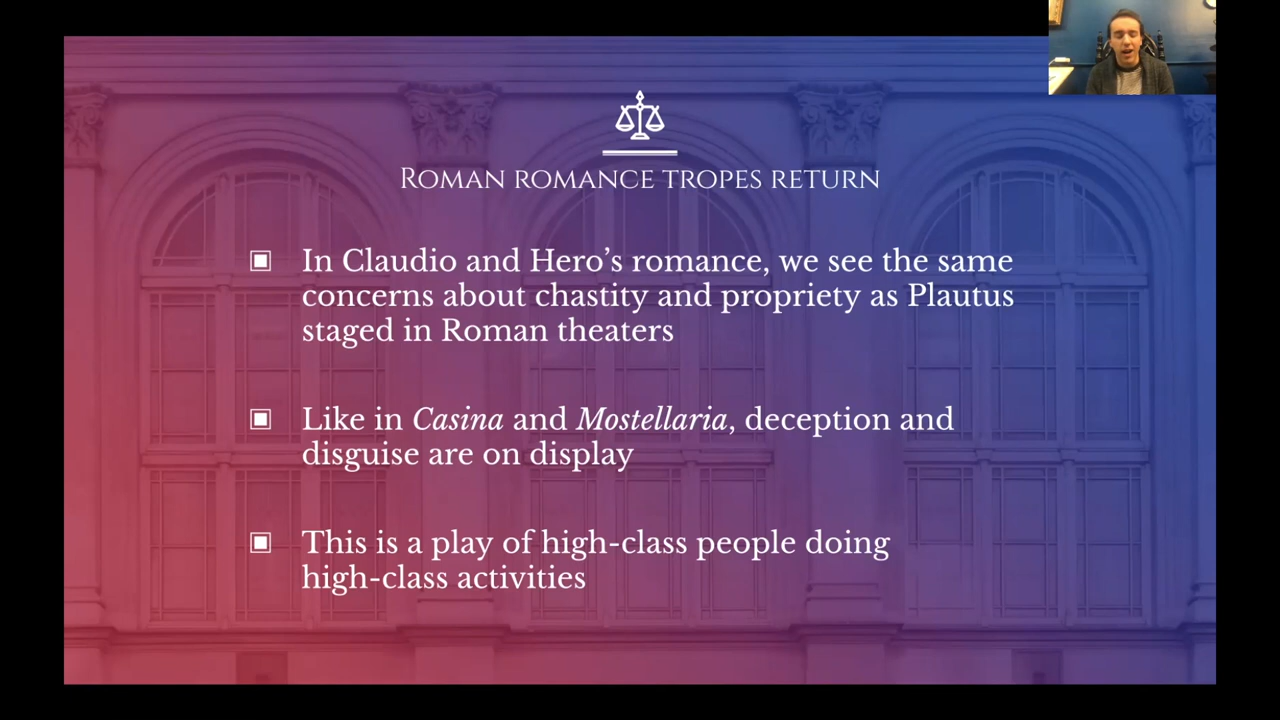 Roman romance tropes return
In Claudio and Hero’s romance, we see the same
concerns about chastity and propriety as Plautus
staged in Roman theaters
Like in Casina and Mostellaria, deception and
disguise are on display
This is a play of high-class people doing
high-class activities